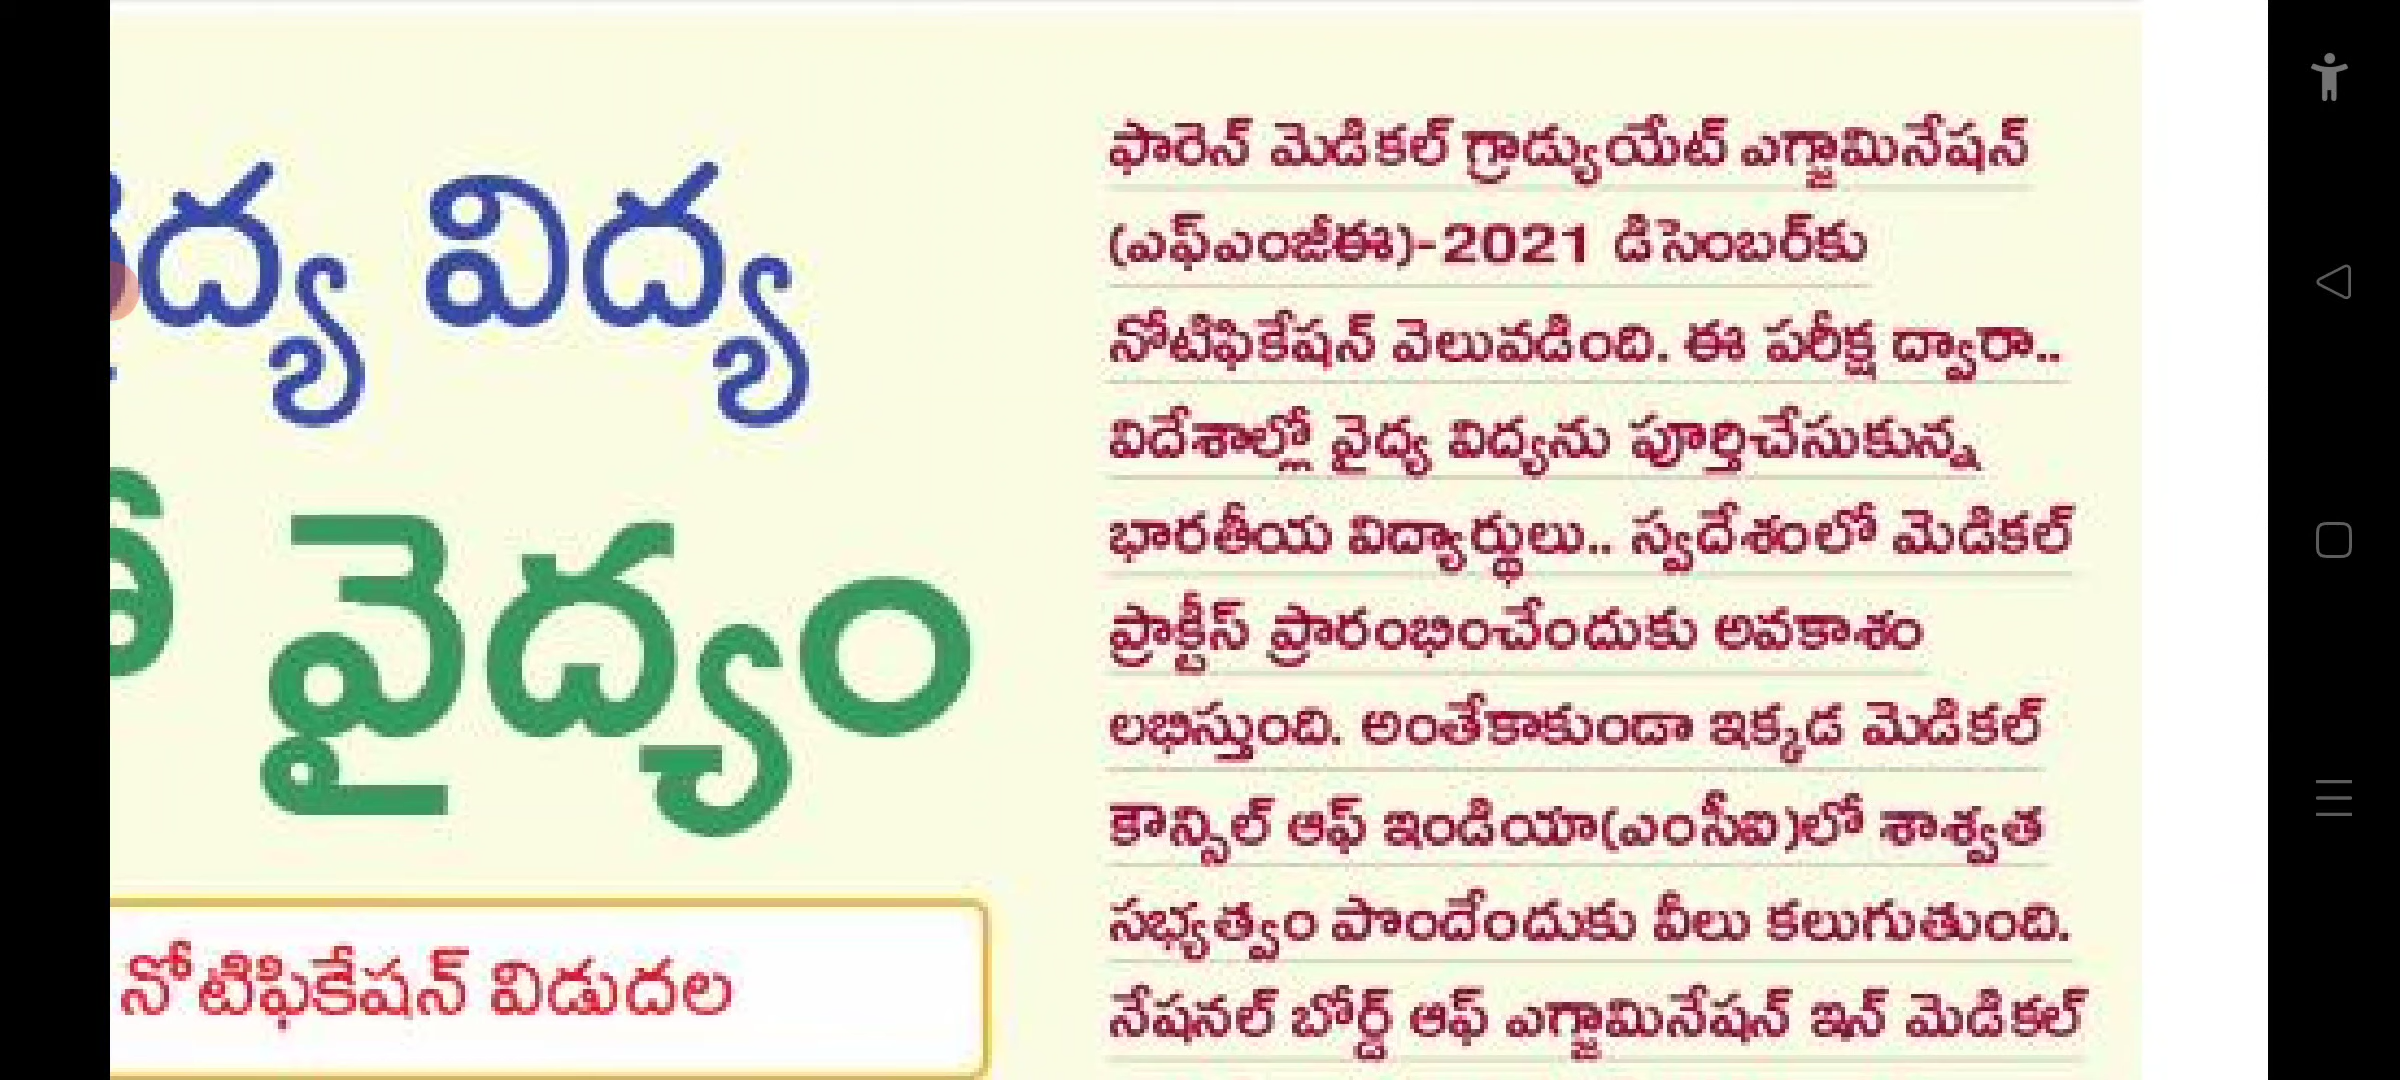 విద్య
వైద్యం
నోటిఫికేషన్ విడుదల
ఫారెన్ మెడికల్ గ్రాడ్యుయేట్ ఎగ్జామినేషన్
(ఎఫ్ఎంజీఈ)-2021 డిసెంబర్‌కు
నోటిఫికేషన్ వెలువడింది. ఈ పరీక్ష ద్వారా..
విదేశాల్లో వైద్య విద్యను పూర్తిచేసుకున్న
భారతీయ విద్యార్థులు.. స్వదేశంలో మెడికల్
ప్రాక్టీస్ ప్రారంభించేందుకు అవకాశం
లభిస్తుంది. అంతేకాకుండా ఇక్కడ మెడికల్
కౌన్సిల్ ఆఫ్ ఇండియా(ఎంసీఐ)లో శాశ్వత
సభ్యత్వం పొందేందుకు వీలు కలుగుతుంది.
నేషనల్ బోర్డ్ ఆఫ్ ఎగ్జామినేషన్ ఇన్ మెడికల్